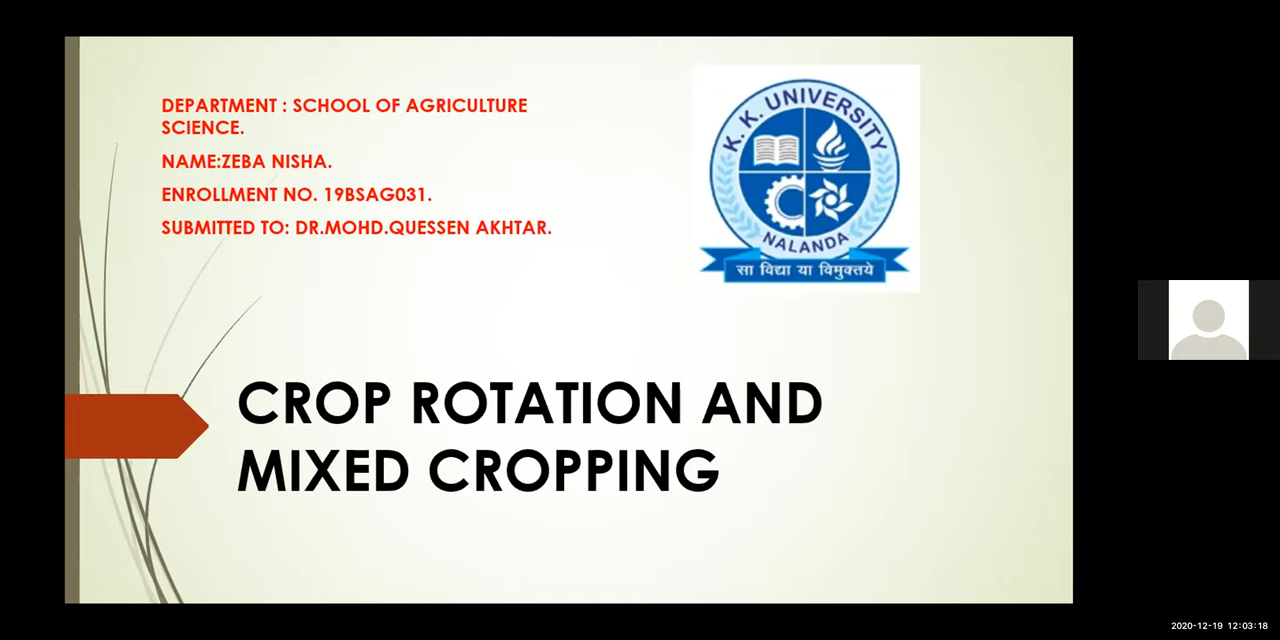 DEPARTMENT : SCHOOL OF AGRICULTURE
SCIENCE.
NAME:ZEBA NISHA.
ENROLLMENT NO. 19BSAG031.
SUBMITTED TO: DR.MOHD.QUESSEN AKHTAR.
K. K. UNIVERSITY
NALANDA
सा विद्या या विमुक्तये
CROP ROTATION AND
MIXED CROPPING
2020-12-19 12:03:18